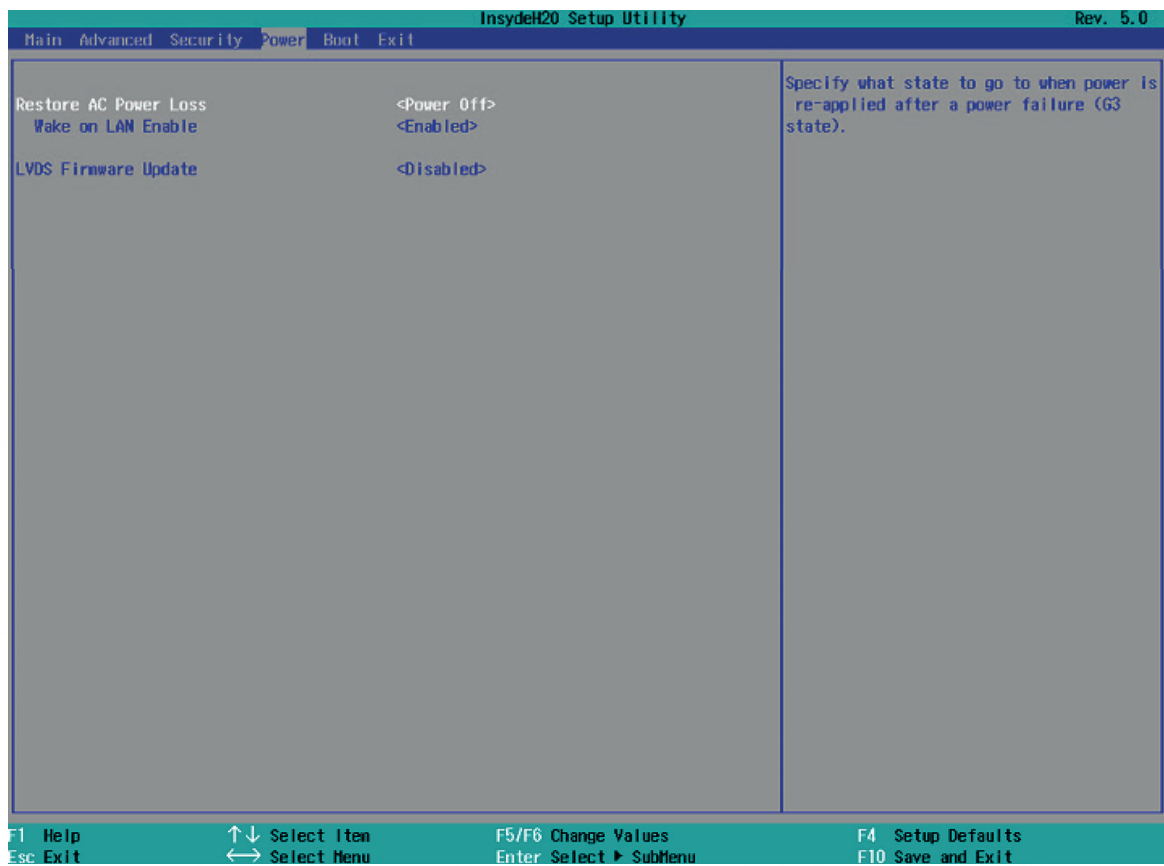 InsydeH20 Setup Utility Rev. 5.0
Main Advanced Security Power Boot Exit
Restore AC Power Loss <Power Off>
Wake on LAN Enable <Enabled>
LVDS Firmware Update <Disabled>
Specify what state to go to when power is
re-applied after a power failure (G3
state).
F1 Help ↑↓ Select Item F5/F6 Change Values F4 Setup Defaults
Esc Exit ←→ Select Menu Enter Select ▶ SubMenu F10 Save and Exit